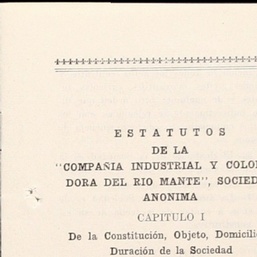 ESTATUTOS
DE LA
"COMPAÑIA INDUSTRIAL Y COLO
DORA DEL RIO MANTE", SOCIED
ANONIMA
CAPITULO I
De la Constitución, Objeto, Domicili
Duración de la Sociedad